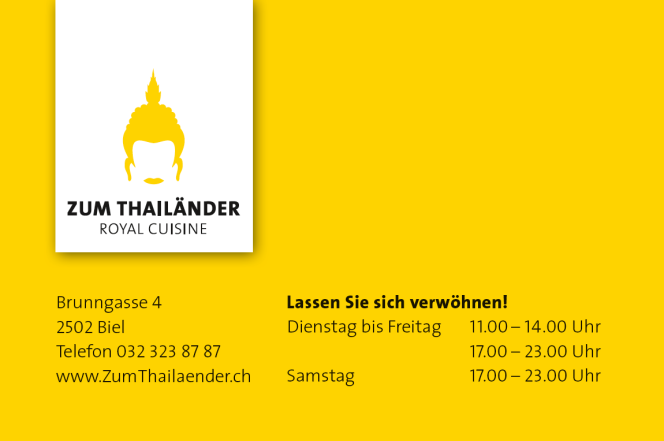 ZUM THAILÄNDER
ROYAL CUISINE
Brunngasse 4
2502 Biel
Telefon 032 323 87 87
www.ZumThailaender.ch
Lassen Sie sich verwöhnen!
Dienstag bis Freitag 11.00 – 14.00 Uhr
17.00 – 23.00 Uhr
Samstag 17.00 – 23.00 Uhr